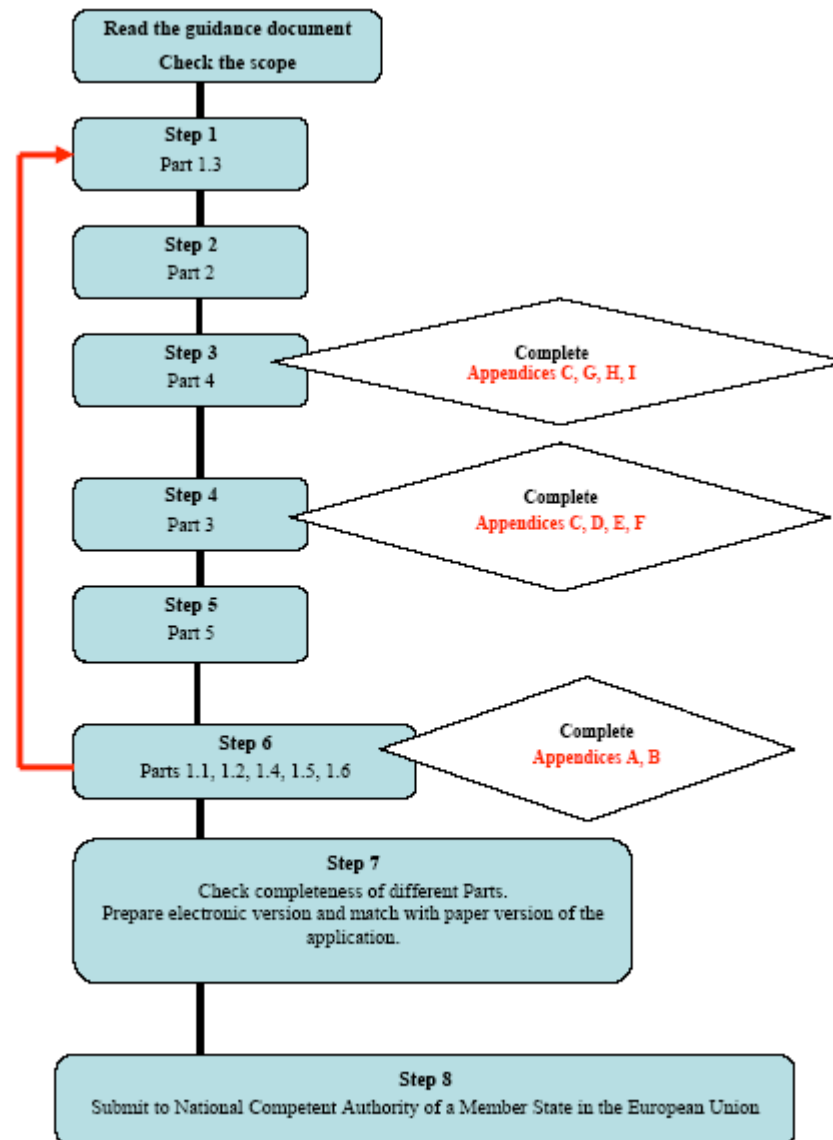 Read the guidance document
Check the scope
Step 1
Part 1.3
Step 2
Part 2
Step 3
Part 4
Complete
Appendices C, G, H, I
Step 4
Part 3
Complete
Appendices C, D, E, F
Step 5
Part 5
Step 6
Parts 1.1, 1.2, 1.4, 1.5, 1.6
Complete
Appendices A, B
Step 7
Check completeness of different Parts.
Prepare electronic version and match with paper version of the
application.
Step 8
Submit to National Competent Authority of a Member State in the European Union